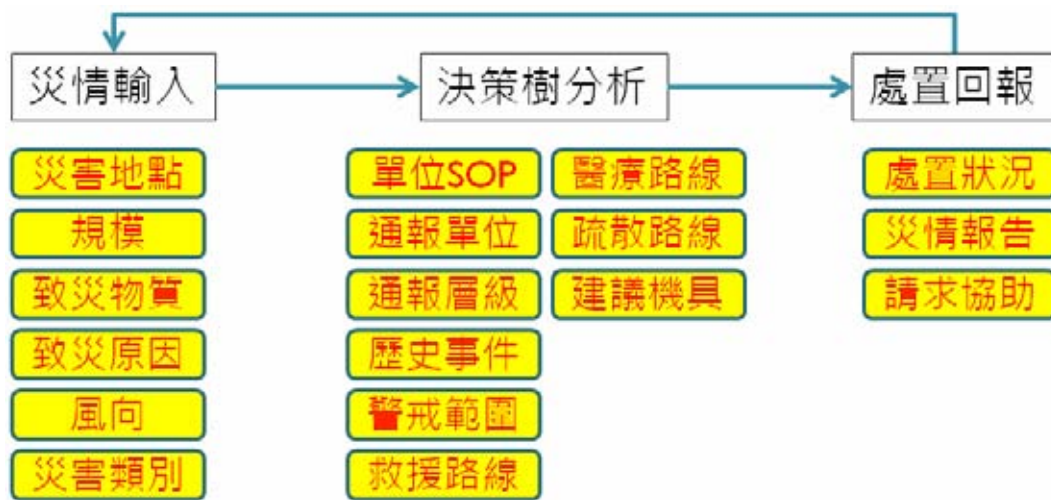 災情輸入
決策樹分析
處置回報
災害地點
規模
致災物質
致災原因
風向
災害類別
單位SOP
通報單位
通報層級
歷史事件
警戒範圍
救援路線
醫療路線
疏散路線
建議機具
處置狀況
災情報告
請求協助